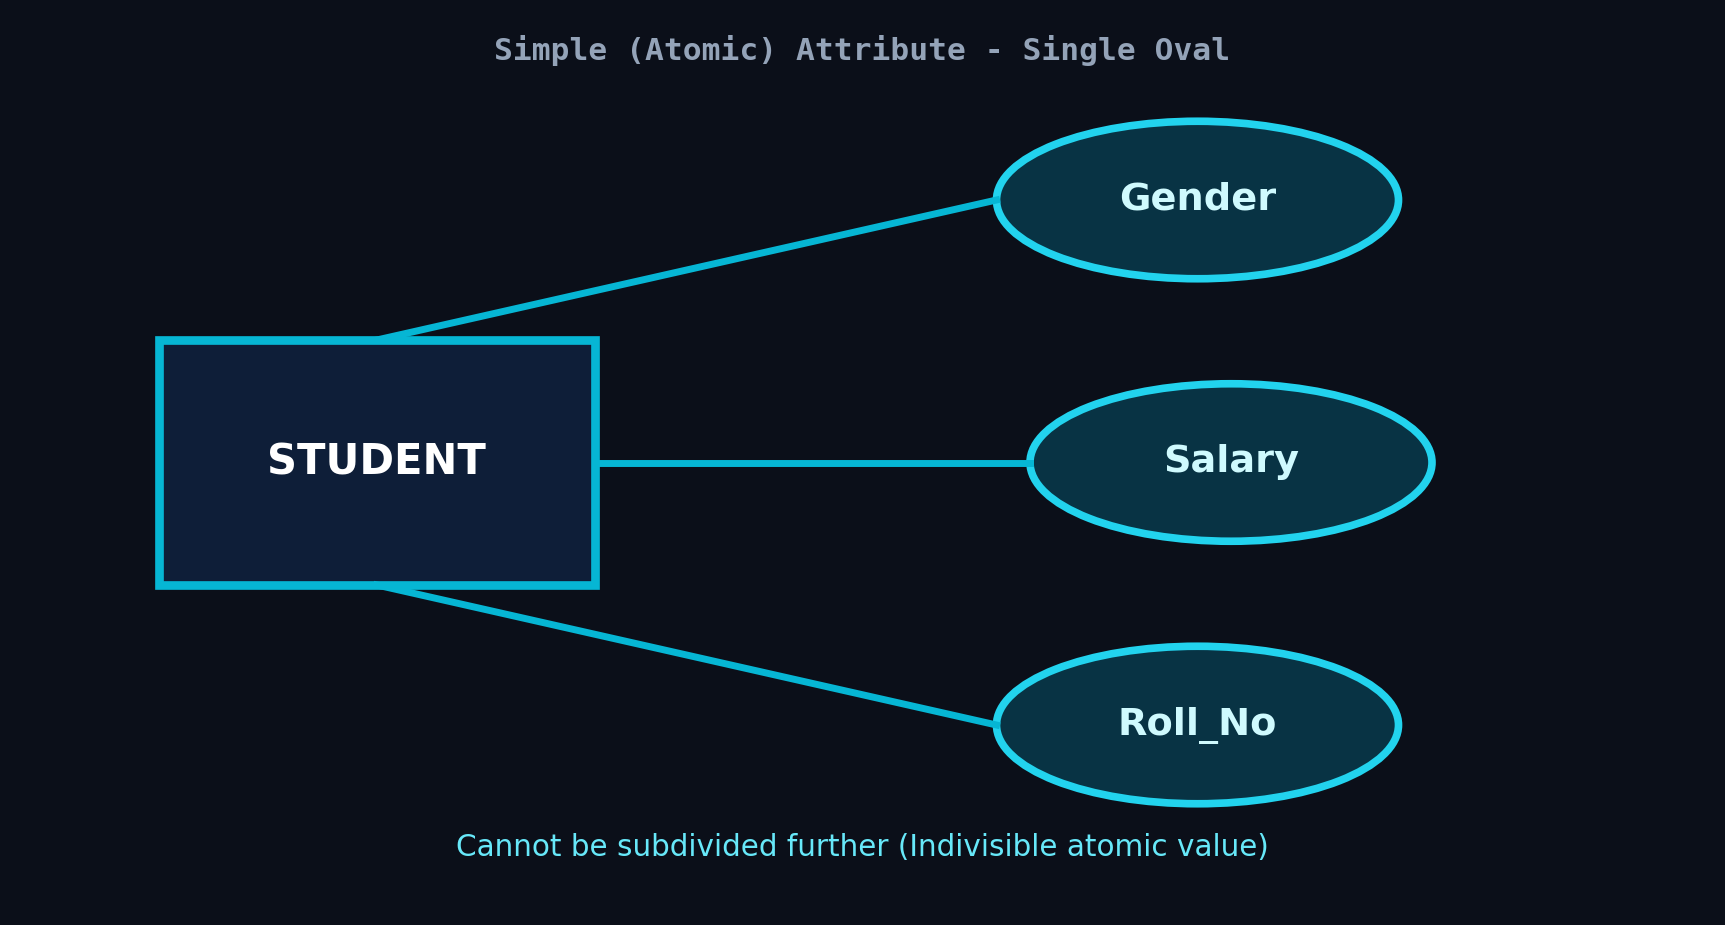 Simple (Atomic) Attribute - Single Oval
Gender
STUDENT
Salary
Roll_No
Cannot be subdivided further (Indivisible atomic value)